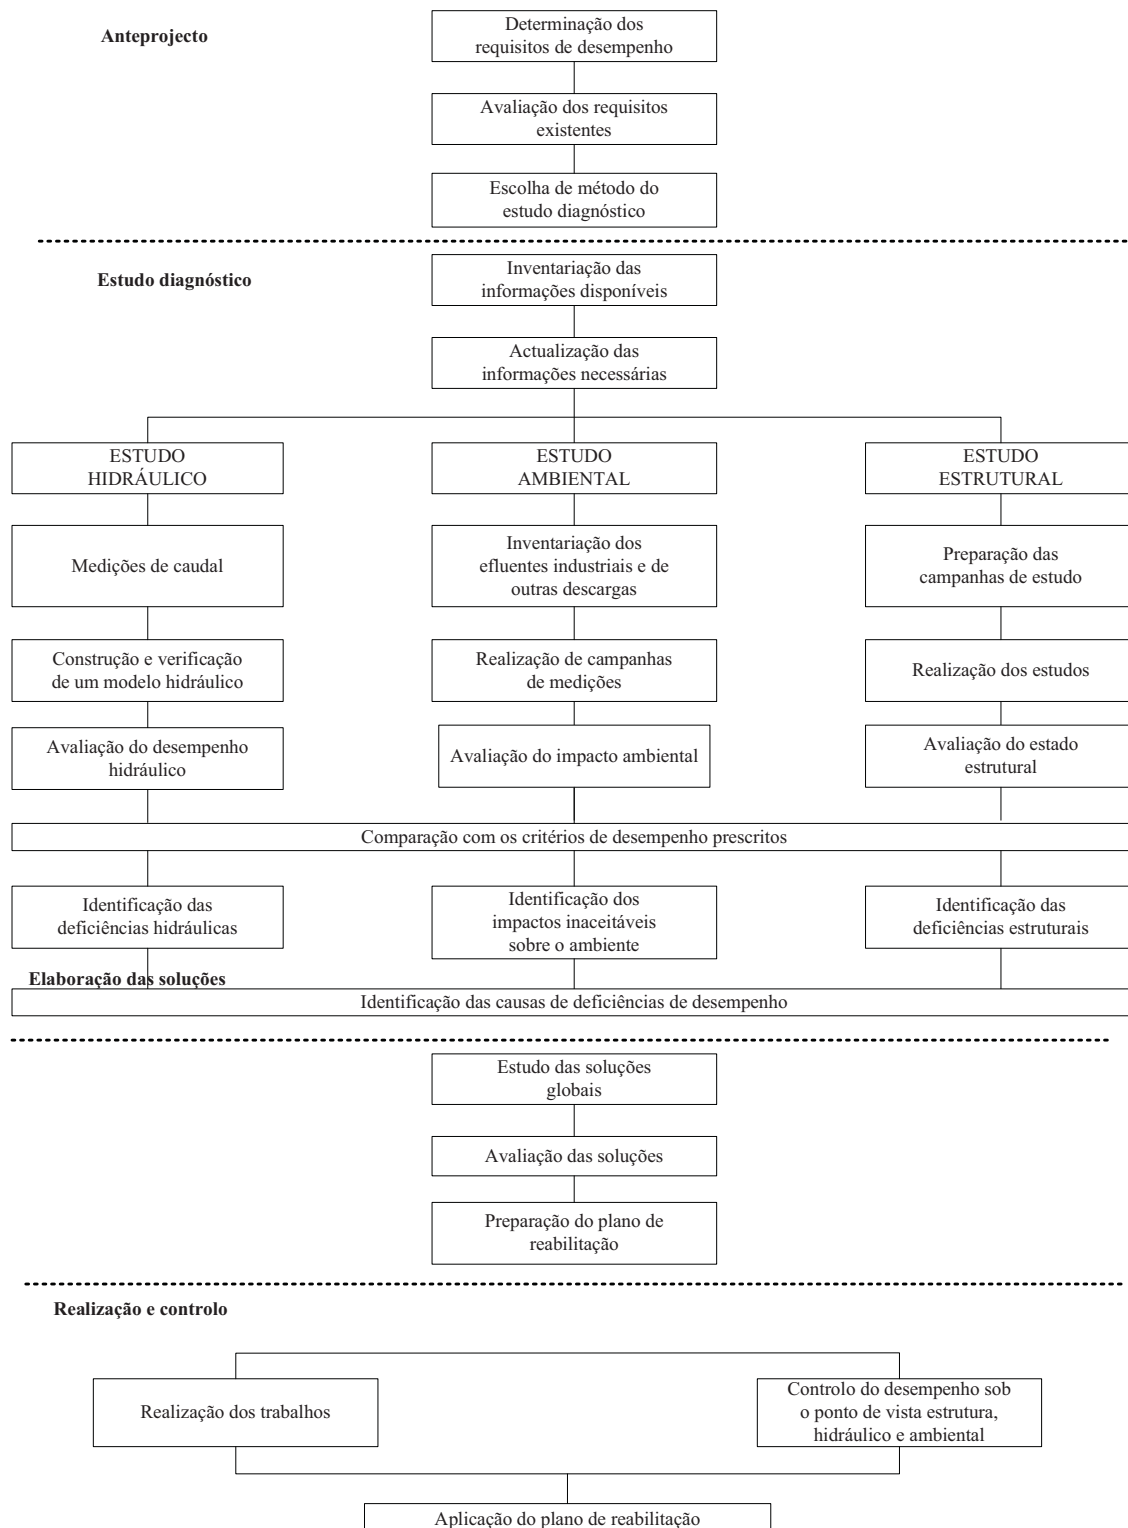 Anteprojecto
Determinação dos
requisitos de desempenho
Avaliação dos requisitos
existentes
Escolha de método do
estudo diagnóstico
Estudo diagnóstico
Inventariação das
informações disponíveis
Actualização das
informações necessárias
ESTUDO
HIDRÁULICO
ESTUDO
AMBIENTAL
ESTUDO
ESTRUTURAL
Medições de caudal
Inventariação dos
efluentes industriais e de
outras descargas
Preparação das
campanhas de estudo
Construção e verificação
de um modelo hidráulico
Realização de campanhas
de medições
Realização dos estudos
Avaliação do desempenho
hidráulico
Avaliação do impacto ambiental
Avaliação do estado
estrutural
Comparação com os critérios de desempenho prescritos
Identificação das
deficiências hidráulicas
Identificação dos
impactos inaceitáveis
sobre o ambiente
Identificação das
deficiências estruturais
Elaboração das soluções
Identificação das causas de deficiências de desempenho
Estudo das soluções
globais
Avaliação das soluções
Preparação do plano de
reabilitação
Realização e controlo
Realização dos trabalhos
Controlo do desempenho sob
o ponto de vista estrutura,
hidráulico e ambiental
Aplicação do plano de reabilitação